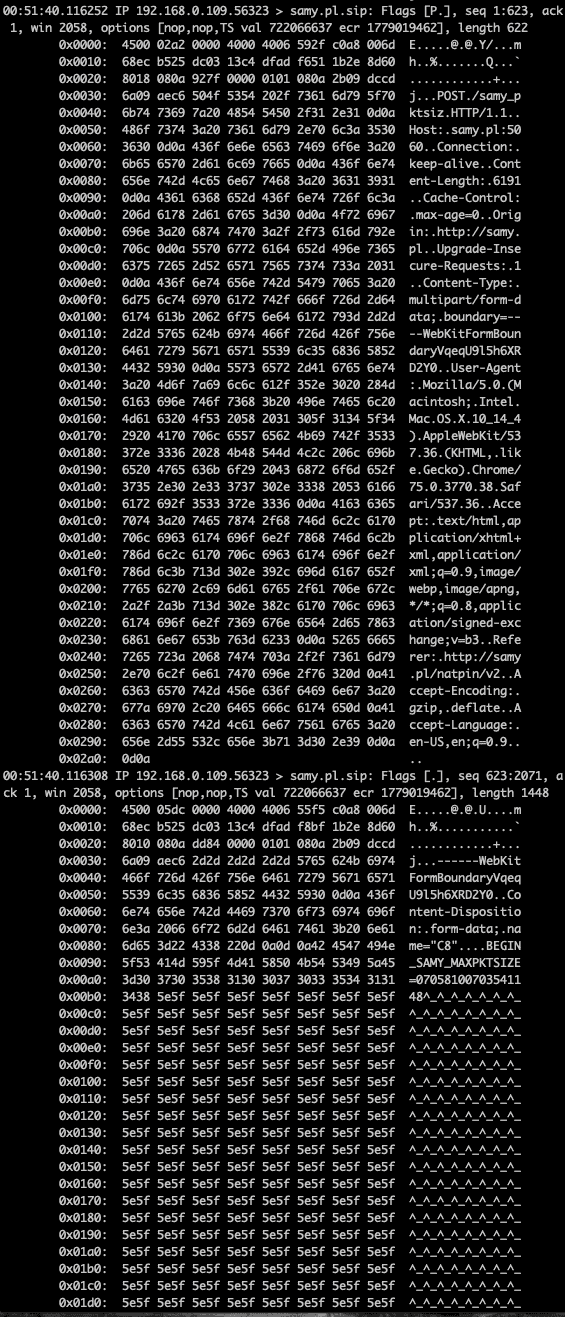 00:51:40.116252 IP 192.168.0.109.56323 > samy.pl.sip: Flags [P.], seq 1:623, ack
 1, win 2058, options [nop,nop,TS val 722066637 ecr 1779019462], length 622
0x0000:  4500 02a2 0000 4000 4006 592f c0a8 006d  E.....@.@.Y/...m
0x0010:  68ec b525 dc03 13c4 dfad f651 1b2e 8d60  h..%.......Q...`
0x0020:  8018 080a 927f 0000 0101 080a 2b09 dccd  ............+...
0x0030:  6a09 aec6 504f 5354 202f 7361 6d79 5f70  j...POST./samy_p
0x0040:  6b74 7369 7a20 4854 5450 2f31 2e31 0d0a  ktsiz.HTTP/1.1..
0x0050:  486f 7374 3a20 7361 6d79 2e70 6c3a 3530  Host:.samy.pl:50
0x0060:  3630 0d0a 436f 6e6e 6563 7469 6f6e 3a20  60..Connection:.
0x0070:  6b65 6570 2d61 6c69 7665 0d0a 436f 6e74  keep-alive..Cont
0x0080:  656e 742d 4c65 6e67 7468 3a20 3631 3931  ent-Length:.6191
0x0090:  0d0a 4361 6368 652d 436f 6e74 726f 6c3a  ..Cache-Control:
0x00a0:  206d 6178 2d61 6765 3d30 0d0a 4f72 6967  .max-age=0..Orig
0x00b0:  696e 3a20 6874 7470 3a2f 2f73 616d 792e  in:.http://samy.
0x00c0:  706c 0d0a 5570 6772 6164 652d 496e 7365  pl..Upgrade-Inse
0x00d0:  6375 7265 2d52 6571 7565 7374 733a 2031  cure-Requests:.1
0x00e0:  0d0a 436f 6e74 656e 742d 5479 7065 3a20  ..Content-Type:.
0x00f0:  6d75 6c74 6970 6172 742f 666f 726d 2d64  multipart/form-d
0x0100:  6174 613b 2062 6f75 6e64 6172 793d 2d2d  ata;.boundary=--
0x0110:  2d2d 5765 624b 6974 466f 726d 426f 756e  --WebKitFormBoun
0x0120:  6461 7279 5671 6571 5539 6c35 6836 5852  daryVqeqU9l5h6XR
0x0130:  4432 5930 0d0a 5573 6572 2d41 6765 6e74  D2Y0..User-Agent
0x0140:  3a20 4d6f 7a69 6c6c 612f 352e 3020 284d  :.Mozilla/5.0.(M
0x0150:  6163 696e 746f 7368 3b20 496e 7465 6c20  acintosh;.Intel.
0x0160:  4d61 6320 4f53 2058 2031 305f 3134 5f34  Mac.OS.X.10_14_4
0x0170:  2920 4170 706c 6557 6562 4b69 742f 3533  ).AppleWebKit/53
0x0180:  372e 3336 2028 4b48 544d 4c2c 206c 696b  7.36.(KHTML,.lik
0x0190:  6520 4765 636b 6f29 2043 6872 6f6d 652f  e.Gecko).Chrome/
0x01a0:  3735 2e30 2e33 3737 302e 3338 2053 6166  75.0.3770.38.Saf
0x01b0:  6172 692f 3533 372e 3336 0d0a 4163 6365  ari/537.36..Acce
0x01c0:  7074 3a20 7465 7874 2f68 746d 6c2c 6170  pt:.text/html,ap
0x01d0:  706c 6963 6174 696f 6e2f 7868 746d 6c2b  plication/xhtml+
0x01e0:  786d 6c2c 6170 706c 6963 6174 696f 6e2f  xml,application/
0x01f0:  786d 6c3b 713d 302e 392c 696d 6167 652f  xml;q=0.9,image/
0x0200:  7765 6270 2c69 6d61 6765 2f61 706e 672c  webp,image/apng,
0x0210:  2a2f 2a3b 713d 302e 382c 6170 706c 6963  */*;q=0.8,applic
0x0220:  6174 696f 6e2f 7369 676e 6564 2d65 7863  ation/signed-exc
0x0230:  6861 6e67 653b 763d 6233 0d0a 5265 6665  hange;v=b3..Refe
0x0240:  7265 723a 2068 7474 703a 2f2f 7361 6d79  rer:.http://samy
0x0250:  2e70 6c2f 6e61 7470 696e 2f76 320d 0a41  .pl/natpin/v2..A
0x0260:  6363 6570 742d 456e 636f 6469 6e67 3a20  ccept-Encoding:.
0x0270:  677a 6970 2c20 6465 666c 6174 650d 0a41  gzip,.deflate..A
0x0280:  6363 6570 742d 4c61 6e67 7561 6765 3a20  ccept-Language:.
0x0290:  656e 2d55 532c 656e 3b71 3d30 2e39 0d0a  en-US,en;q=0.9..
0x02a0:  0d0a                                     ..
00:51:40.116308 IP 192.168.0.109.56323 > samy.pl.sip: Flags [.], seq 623:2071, a
ck 1, win 2058, options [nop,nop,TS val 722066637 ecr 1779019462], length 1448
0x0000:  4500 05dc 0000 4000 4006 55f5 c0a8 006d  E.....@.@.U....m
0x0010:  68ec b525 dc03 13c4 dfad f8bf 1b2e 8d60  h..%...........`
0x0020:  8010 080a dd84 0000 0101 080a 2b09 dccd  ............+...
0x0030:  6a09 aec6 2d2d 2d2d 2d2d 5765 624b 6974  j...------WebKit
0x0040:  466f 726d 426f 756e 6461 7279 5671 6571  FormBoundaryVqeq
0x0050:  5539 6c35 6836 5852 4432 5930 0d0a 436f  U9l5h6XRD2Y0..Co
0x0060:  6e74 656e 742d 4469 7370 6f73 6974 696f  ntent-Dispositio
0x0070:  6e3a 2066 6f72 6d2d 6461 7461 3b20 6e61  n:.form-data;.na
0x0080:  6d65 3d22 4338 220d 0a0d 0a42 4547 494e  me="C8"....BEGIN
0x0090:  5f53 414d 595f 4d41 5850 4b54 5349 5a45  _SAMY_MAXPKTSIZE
0x00a0:  3d30 3730 3538 3130 3037 3033 3534 3131  =070581007035411
0x00b0:  3438 5e5f 5e5f 5e5f 5e5f 5e5f 5e5f 5e5f  48^_^_^_^_^_^_^_
0x00c0:  5e5f 5e5f 5e5f 5e5f 5e5f 5e5f 5e5f 5e5f  ^_^_^_^_^_^_^_^_
0x00d0:  5e5f 5e5f 5e5f 5e5f 5e5f 5e5f 5e5f 5e5f  ^_^_^_^_^_^_^_^_
0x00e0:  5e5f 5e5f 5e5f 5e5f 5e5f 5e5f 5e5f 5e5f  ^_^_^_^_^_^_^_^_
0x00f0:  5e5f 5e5f 5e5f 5e5f 5e5f 5e5f 5e5f 5e5f  ^_^_^_^_^_^_^_^_
0x0100:  5e5f 5e5f 5e5f 5e5f 5e5f 5e5f 5e5f 5e5f  ^_^_^_^_^_^_^_^_
0x0110:  5e5f 5e5f 5e5f 5e5f 5e5f 5e5f 5e5f 5e5f  ^_^_^_^_^_^_^_^_
0x0120:  5e5f 5e5f 5e5f 5e5f 5e5f 5e5f 5e5f 5e5f  ^_^_^_^_^_^_^_^_
0x0130:  5e5f 5e5f 5e5f 5e5f 5e5f 5e5f 5e5f 5e5f  ^_^_^_^_^_^_^_^_
0x0140:  5e5f 5e5f 5e5f 5e5f 5e5f 5e5f 5e5f 5e5f  ^_^_^_^_^_^_^_^_
0x0150:  5e5f 5e5f 5e5f 5e5f 5e5f 5e5f 5e5f 5e5f  ^_^_^_^_^_^_^_^_
0x0160:  5e5f 5e5f 5e5f 5e5f 5e5f 5e5f 5e5f 5e5f  ^_^_^_^_^_^_^_^_
0x0170:  5e5f 5e5f 5e5f 5e5f 5e5f 5e5f 5e5f 5e5f  ^_^_^_^_^_^_^_^_
0x0180:  5e5f 5e5f 5e5f 5e5f 5e5f 5e5f 5e5f 5e5f  ^_^_^_^_^_^_^_^_
0x0190:  5e5f 5e5f 5e5f 5e5f 5e5f 5e5f 5e5f 5e5f  ^_^_^_^_^_^_^_^_
0x01a0:  5e5f 5e5f 5e5f 5e5f 5e5f 5e5f 5e5f 5e5f  ^_^_^_^_^_^_^_^_
0x01b0:  5e5f 5e5f 5e5f 5e5f 5e5f 5e5f 5e5f 5e5f  ^_^_^_^_^_^_^_^_
0x01c0:  5e5f 5e5f 5e5f 5e5f 5e5f 5e5f 5e5f 5e5f  ^_^_^_^_^_^_^_^_
0x01d0:  5e5f 5e5f 5e5f 5e5f 5e5f 5e5f 5e5f 5e5f  ^_^_^_^_^_^_^_^_